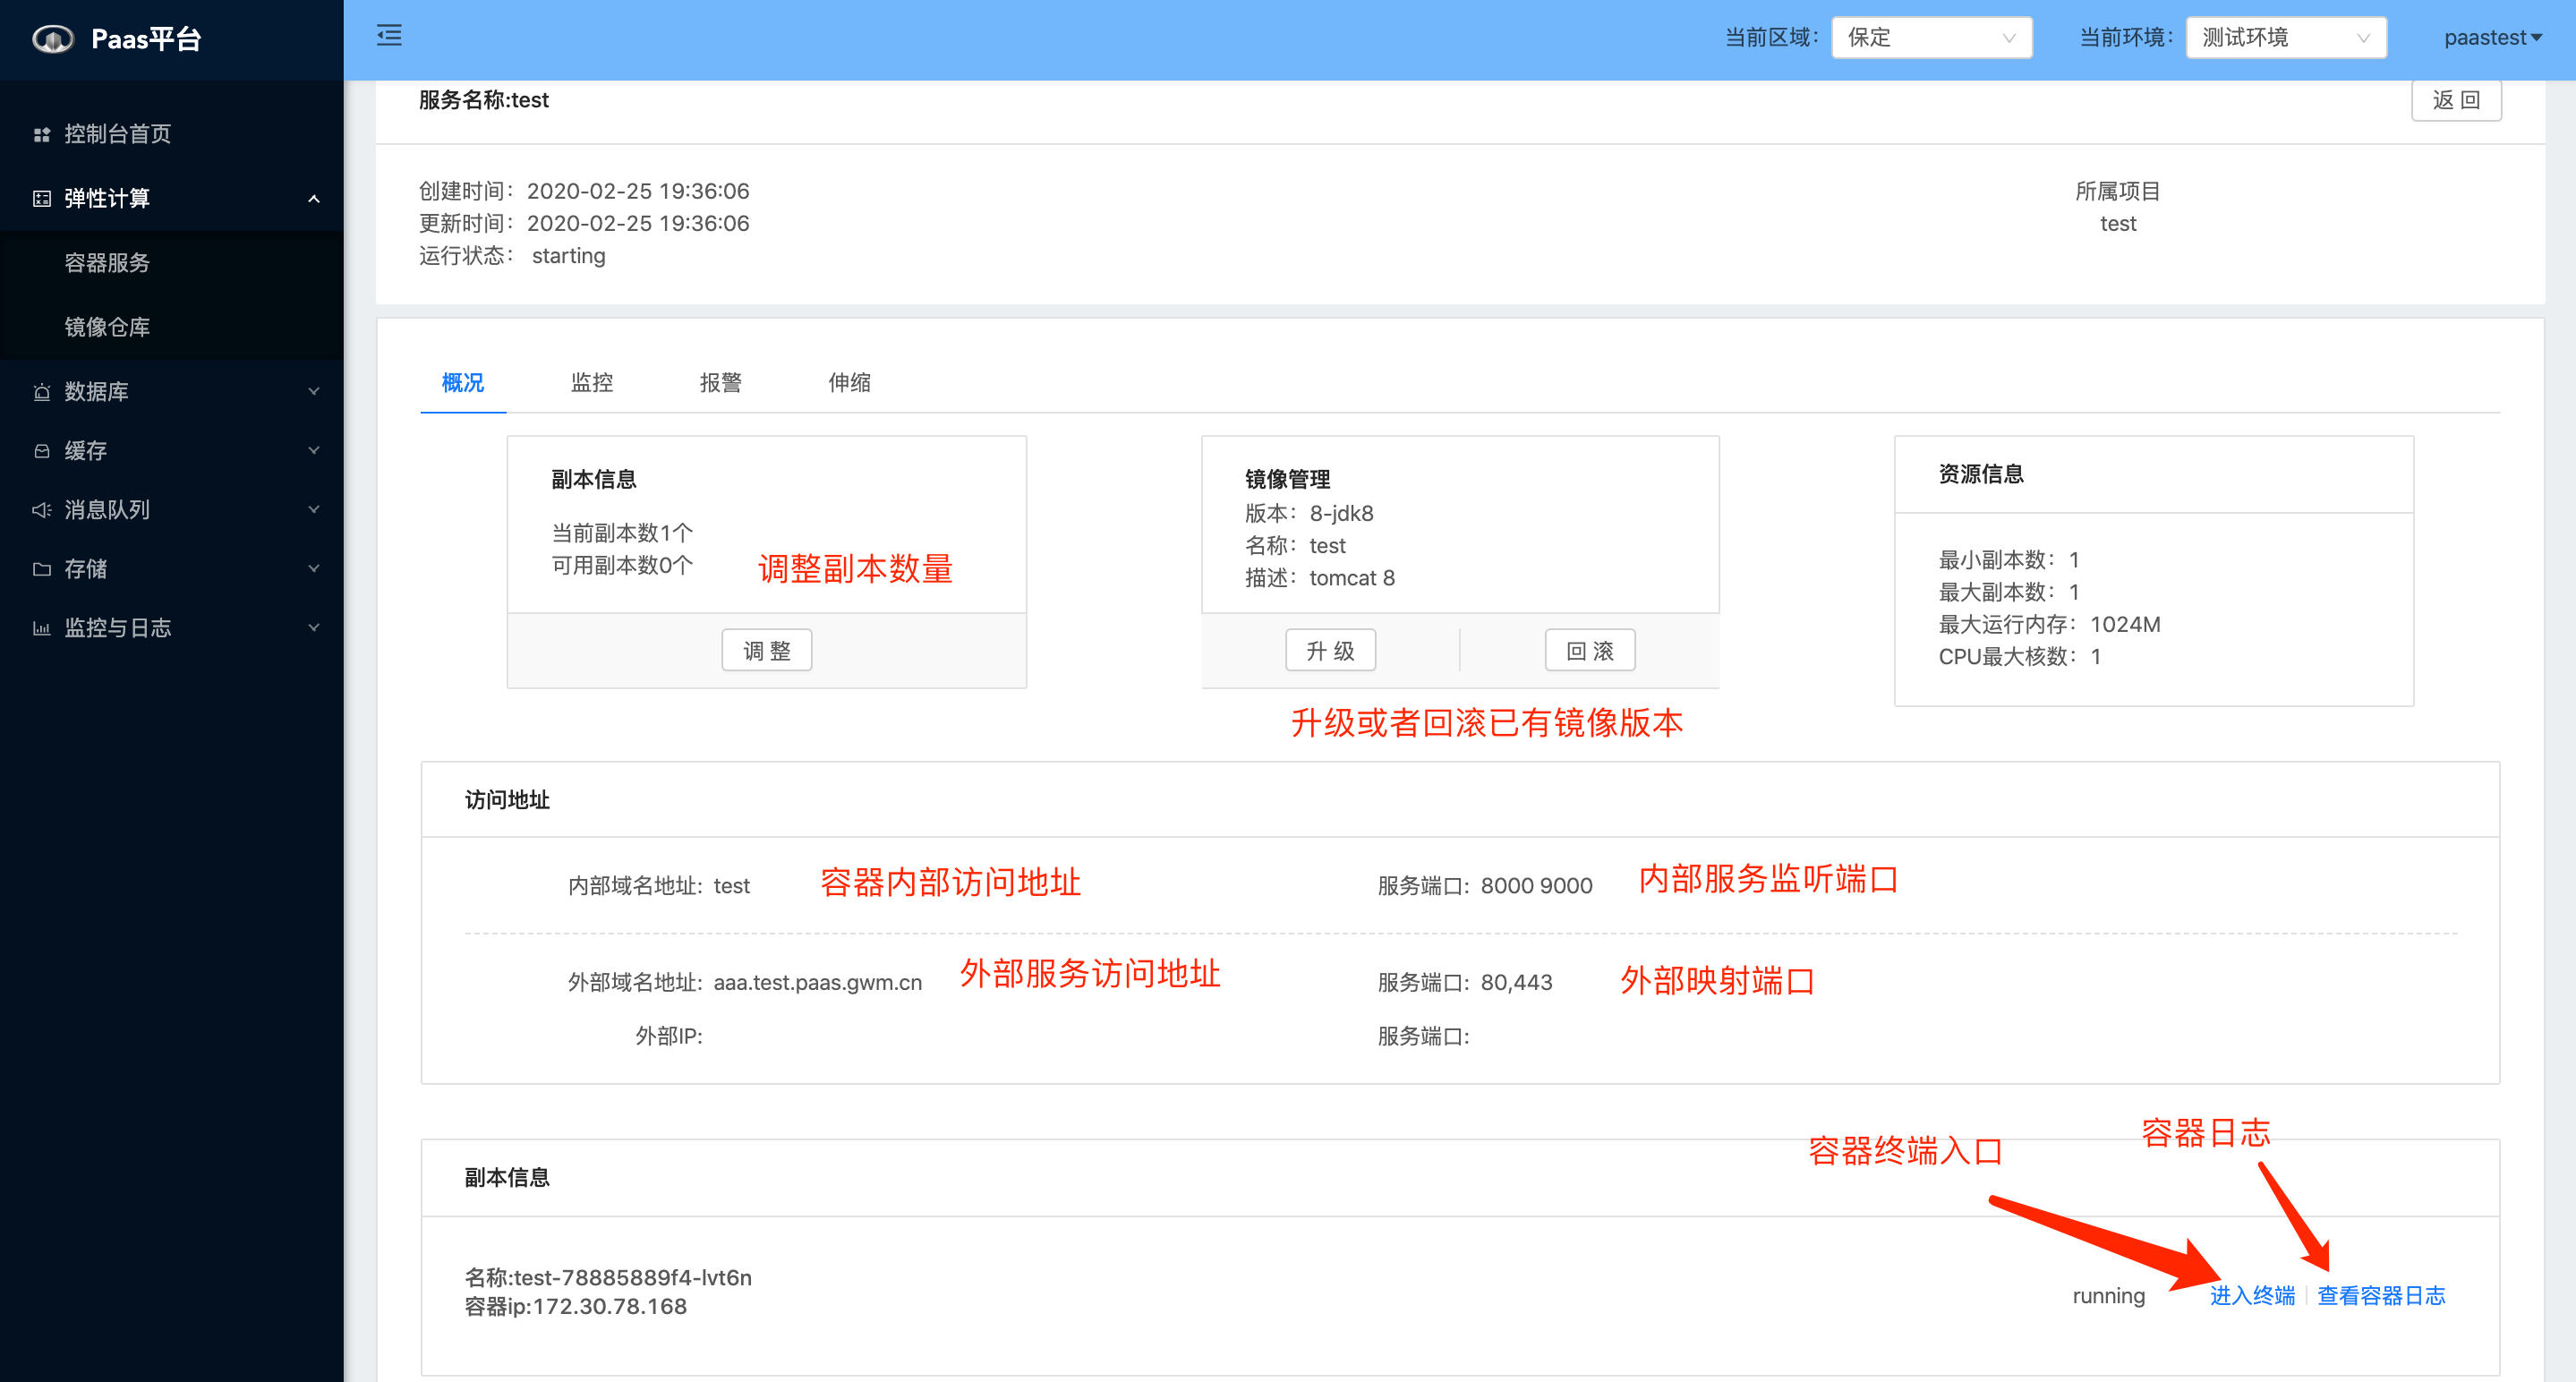 Paas平台
当前区域：
保定
当前环境：
测试环境
paastest
控制台首页
弹性计算
容器服务
镜像仓库
数据库
缓存
消息队列
存储
监控与日志
服务名称:test
返 回
创建时间：2020-02-25 19:36:06
更新时间：2020-02-25 19:36:06
运行状态： starting
所属项目
test
概况
监控
报警
伸缩
副本信息
当前副本数1个
可用副本数0个
调整副本数量
调 整
镜像管理
版本：8-jdk8
名称：test
描述：tomcat 8
升 级
回 滚
升级或者回滚已有镜像版本
资源信息
最小副本数：1
最大副本数：1
最大运行内存：1024M
CPU最大核数：1
访问地址
内部域名地址: test
容器内部访问地址
服务端口: 8000 9000
内部服务监听端口
外部域名地址: aaa.test.paas.gwm.cn
外部服务访问地址
服务端口: 80,443
外部映射端口
外部IP:
服务端口:
容器终端入口
容器日志
副本信息
名称:test-78885889f4-lvt6n
容器ip:172.30.78.168
running
进入终端
查看容器日志